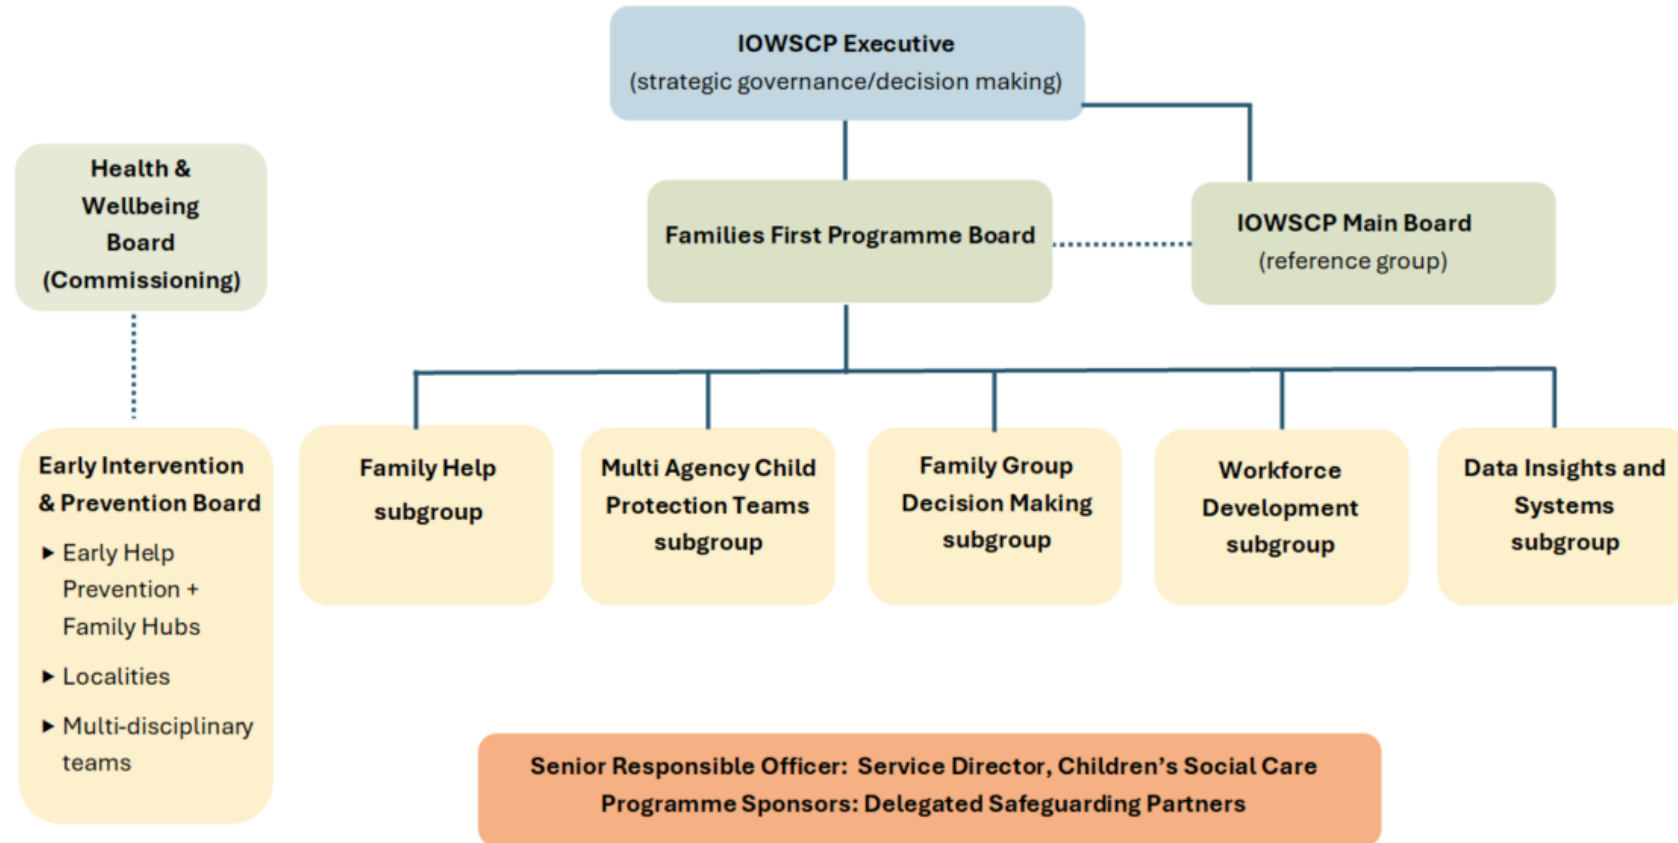 IOWSCP Executive
(strategic governance/decision making)
Health &
Wellbeing
Board
(Commissioning)
Families First Programme Board
IOWSCP Main Board
(reference group)
Early Intervention
& Prevention Board
▶ Early Help
Prevention +
Family Hubs
▶ Localities
▶ Multi-disciplinary
teams
Family Help
subgroup
Multi Agency Child
Protection Teams
subgroup
Family Group
Decision Making
subgroup
Workforce
Development
subgroup
Data Insights and
Systems
subgroup
Senior Responsible Officer: Service Director, Children’s Social Care
Programme Sponsors: Delegated Safeguarding Partners